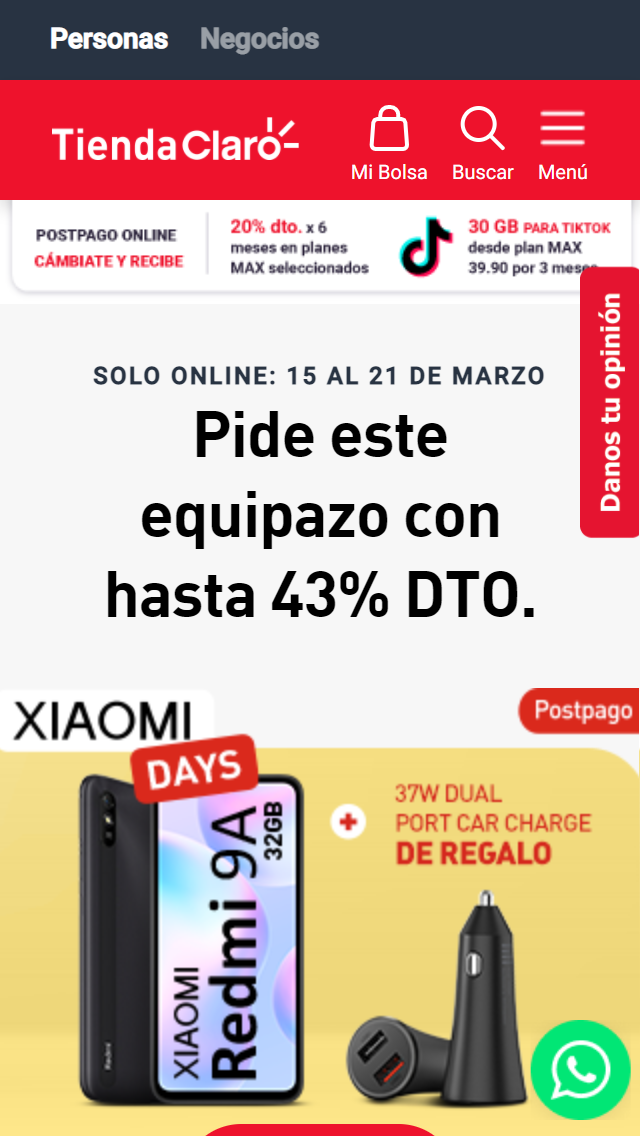 Personas Negocios
Tienda Claro
Mi Bolsa Buscar Menú
POSTPAGO ONLINE
CÁMBIATE Y RECIBE
20% dto. x 6
meses en planes
MAX seleccionados
30 GB PARA TIKTOK
desde plan MAX
39.90 por 3 meses
Danos tu opinión
SOLO ONLINE: 15 AL 21 DE MARZO
Pide este
equipazo con
hasta 43% DTO.
XIAOMI
DAYS
Postpago
XIAOMI
Redmi 9A
32GB
Redmi
37W DUAL
PORT CAR CHARGE
DE REGALO